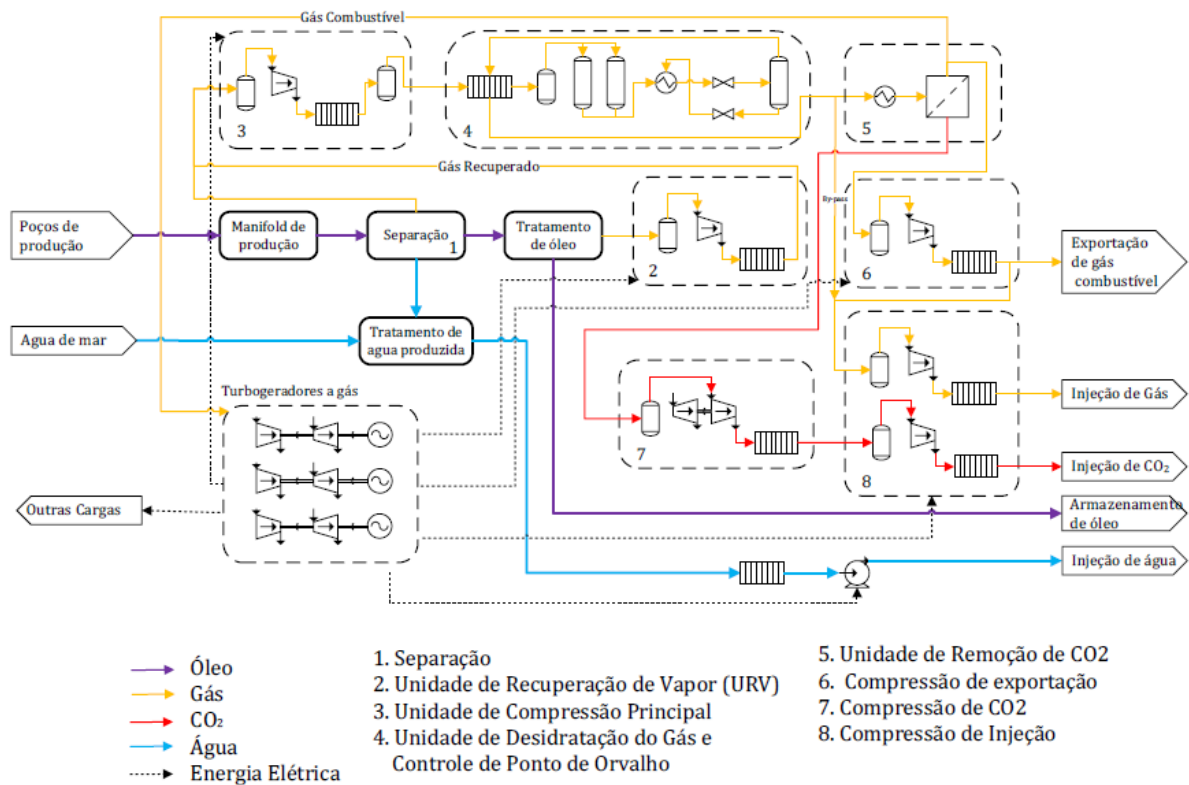 Gás Combustível
3
4
5
Gás Recuperado
Poços de
produção
Manifold de
produção
Separação
1
Tratamento
de óleo
2
By-pass
6
Exportação
de gás
combustível
Agua de mar
Tratamento de
agua produzida
Turbogeradores a gás
7
Injeção de Gás
8
Injeção de CO₂
Outras Cargas
Armazenamento
de óleo
Injeção de água
Óleo
Gás
CO₂
Água
Energia Elétrica
1. Separação
2. Unidade de Recuperação de Vapor (URV)
3. Unidade de Compressão Principal
4. Unidade de Desidratação do Gás e
Controle de Ponto de Orvalho
5. Unidade de Remoção de CO2
6. Compressão de exportação
7. Compressão de CO2
8. Compressão de Injeção